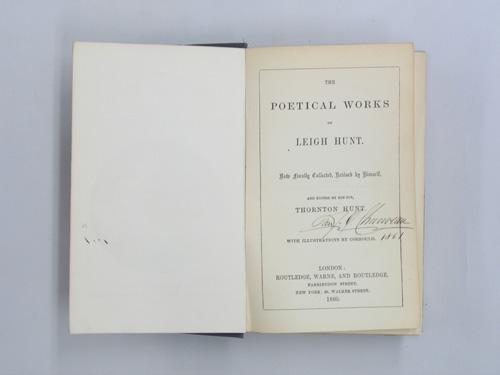 THE
POETICAL WORKS
OF
LEIGH HUNT.
Now Finally Collected, Revised by Himself,
AND EDITED BY HIS SON,
THORNTON HUNT.
WITH ILLUSTRATIONS BY CORBOULD.
1861
LONDON:
ROUTLEDGE, WARNE, AND ROUTLEDGE,
FARRINGDON STREET.
NEW YORK: 56, WALKER STREET.
1860.